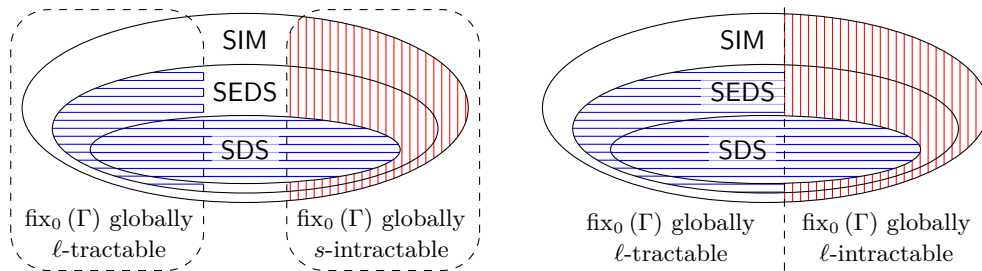 SIM
SEDS
SDS
fix₀ (Γ) globally
ℓ-tractable
fix₀ (Γ) globally
s-intractable
SIM
SEDS
SDS
fix₀ (Γ) globally
ℓ-tractable
fix₀ (Γ) globally
ℓ-intractable